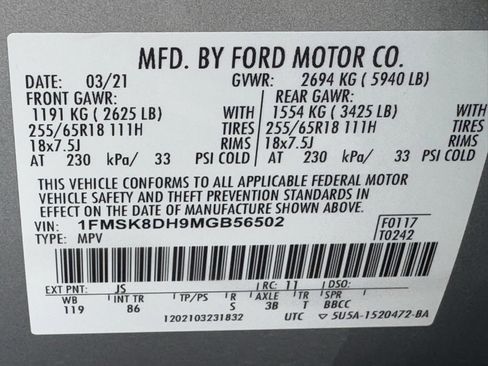 MFD. BY FORD MOTOR CO.
DATE: 03/21 GVWR: 2694 KG ( 5940 LB)
FRONT GAWR: REAR GAWR:
1191 KG ( 2625 LB) WITH 1554 KG ( 3425 LB) WITH
255/65R18 111H TIRES 255/65R18 111H TIRES
18x7.5J RIMS 18x7.5J RIMS
AT 230 kPa/ 33 PSI COLD AT 230 kPa/ 33 PSI COLD
THIS VEHICLE CONFORMS TO ALL APPLICABLE FEDERAL MOTOR
VEHICLE SAFETY AND THEFT PREVENTION STANDARDS IN
EFFECT ON THE DATE OF MANUFACTURE SHOWN ABOVE.
VIN: 1FMSK8DH9MGB56502 F0117
TYPE: MPV T0242
EXT PNT: JS RC: 11 DSO:
WB INT TR TP/PS R AXLE TR SPR
119 86 S 3B T BBCC
1202103231832 UTC ▽5U5A-1520472-BA